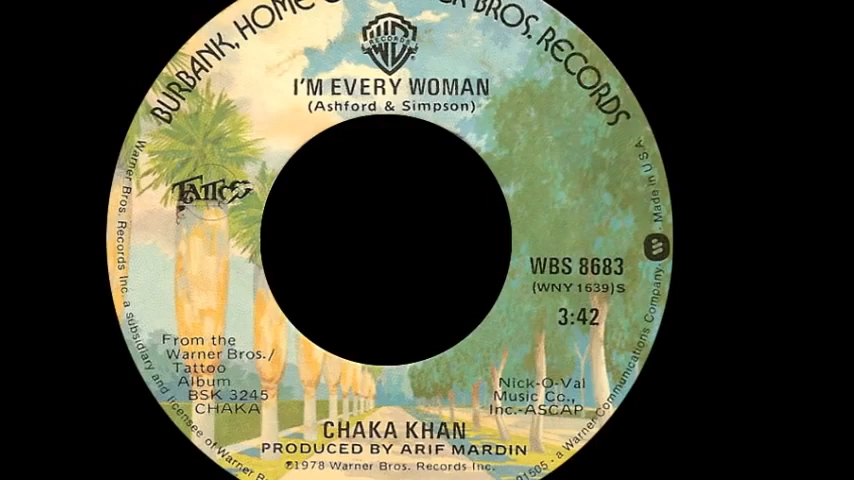 BURBANK, HOME
BROS. RECORDS
W
RECORDS
I'M EVERY WOMAN
(Ashford & Simpson)
TATTOO
WBS 8683
(WNY 1639)S
3:42
From the
Warner Bros./
Tattoo
Album
BSK 3245
CHAKA
Nick-O-Val
Music Co.,
Inc.-ASCAP
CHAKA KHAN
PRODUCED BY ARIF MARDIN
℗1978 Warner Bros. Records Inc.
Warner Bros. Records Inc. a subsidiary and licensee of Warner B
a Warner Communications Company. Made in U.S.A.